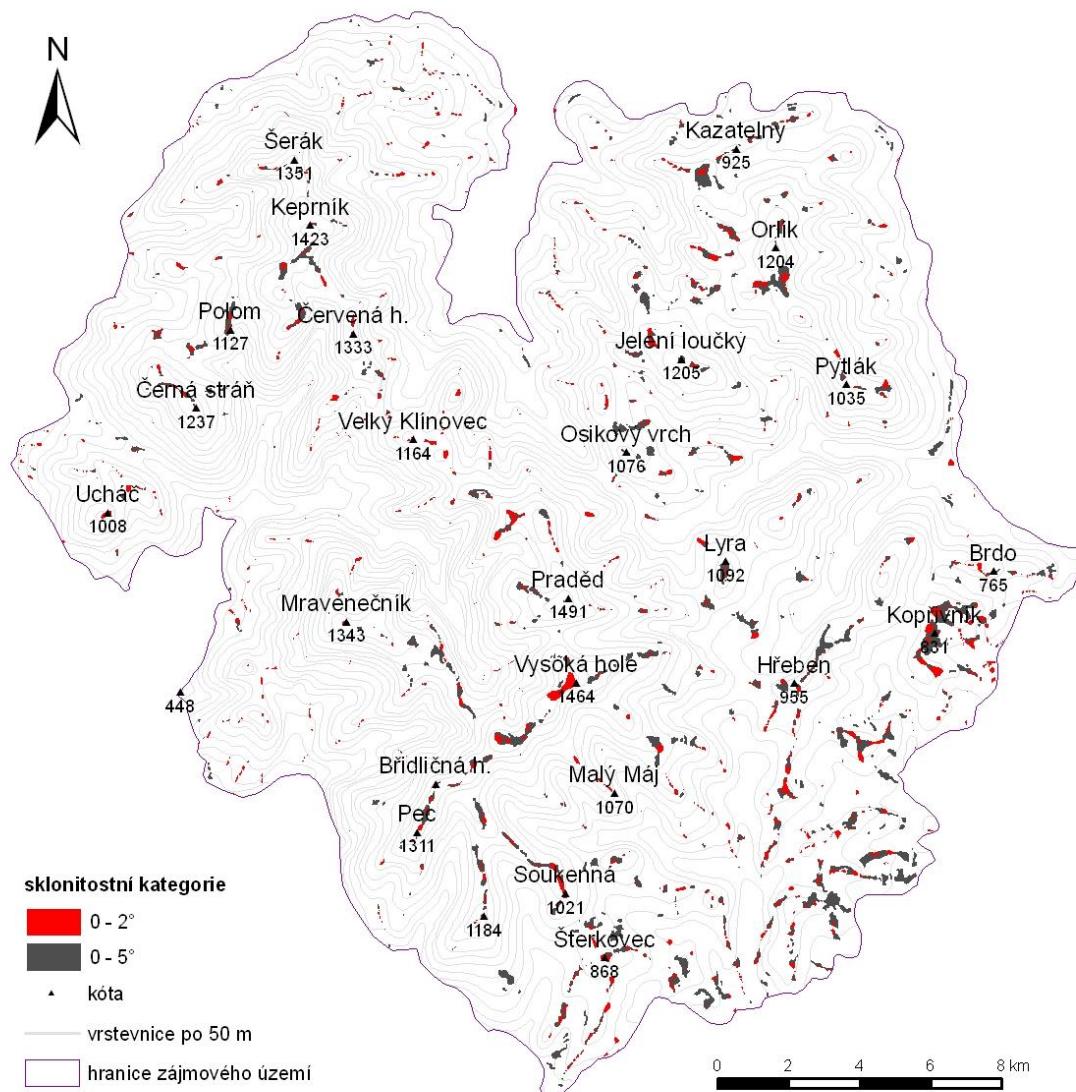 N
Kazatelny
925
Šerák
1351
Keprník
1423
Orlik
1204
Polom
1127
Červená h.
1333
Jelení loučky
1205
Pytlák
1035
Černá stráň
1237
Velký Klínovec
1164
Osikový vrch
1076
Ucháč
1008
Lyra
1092
Brdo
765
Praděd
1491
Mravenečník
1343
Kopřivník
831
Vysoká hole
1464
Hřeben
955
448
Břidličná h.
Malý Máj
1070
Pec
1311
Soukenná
1021
1184
Šterkovec
868
sklonitostní kategorie
0 - 2°
0 - 5°
kóta
vrstevnice po 50 m
hranice zájmového území
0 2 4 6 8 km